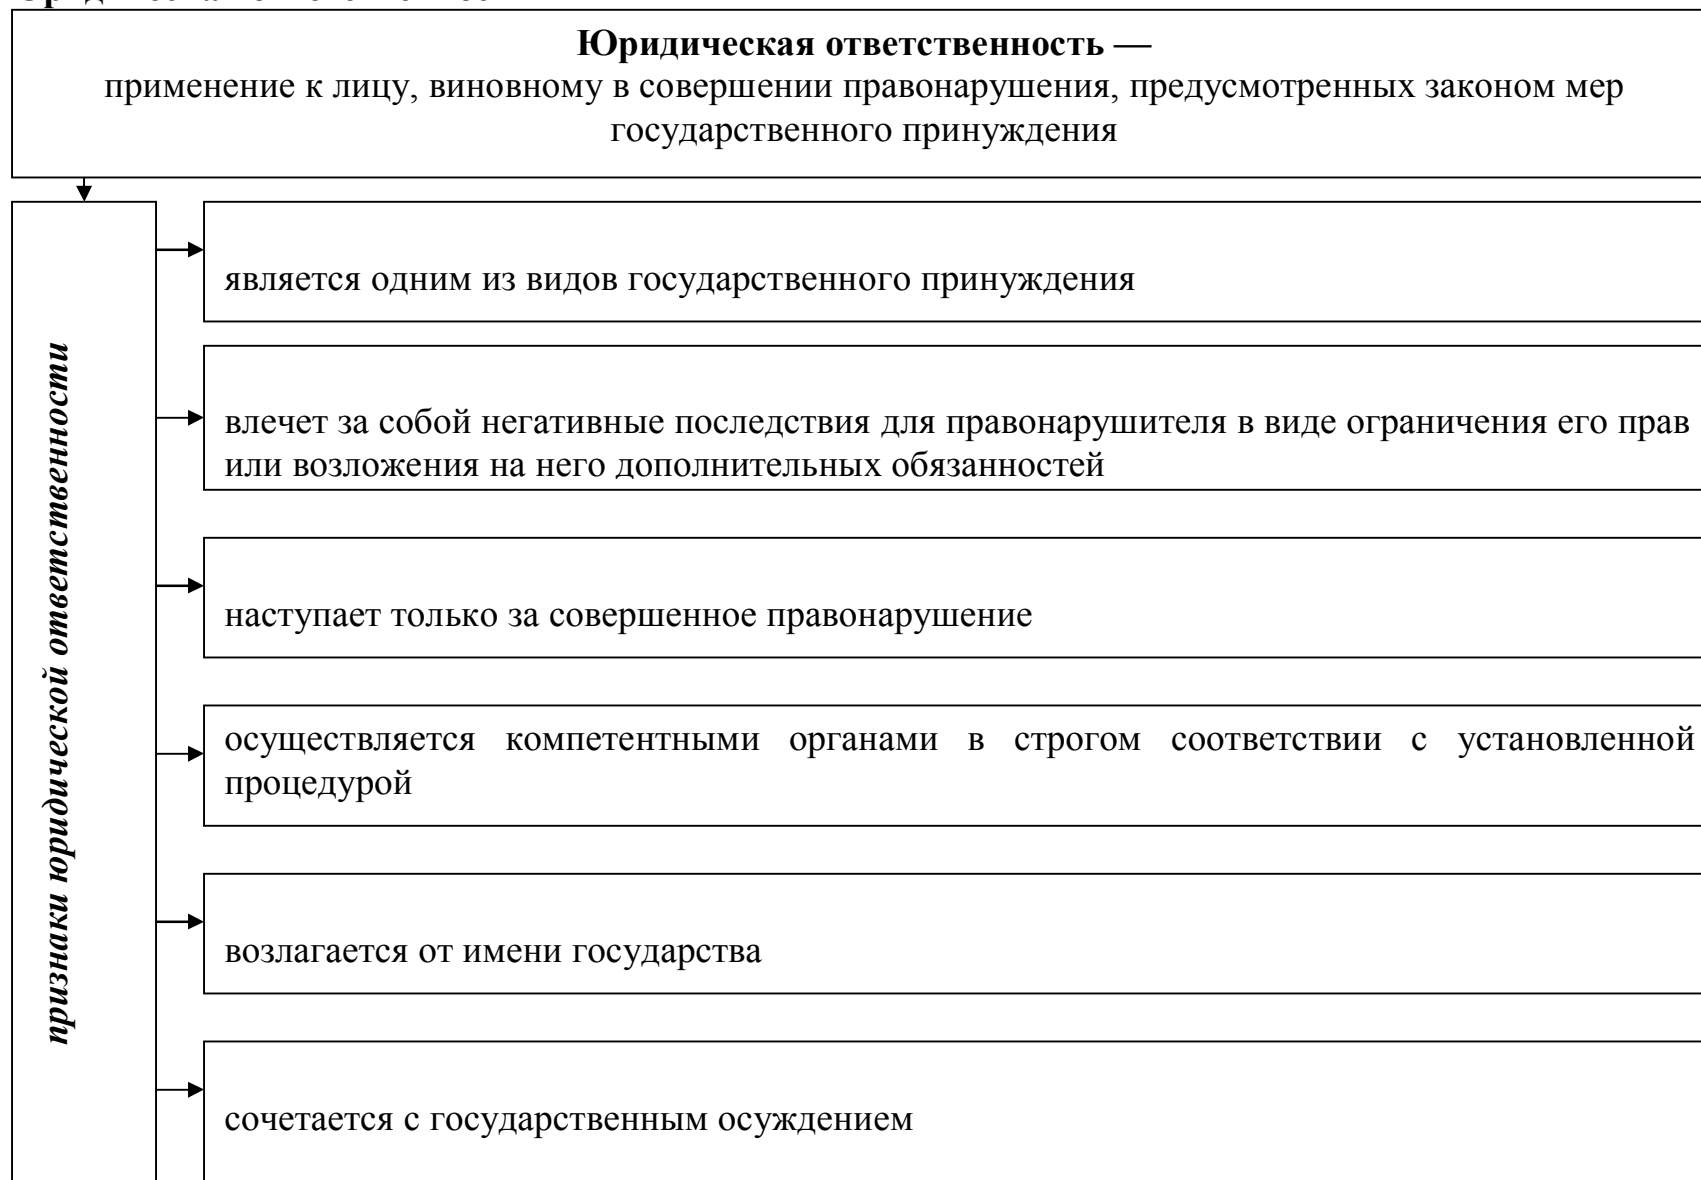 Юридическая ответственность —
применение к лицу, виновному в совершении правонарушения, предусмотренных законом мер
государственного принуждения
признаки юридической ответственности
является одним из видов государственного принуждения
влечет за собой негативные последствия для правонарушителя в виде ограничения его прав
или возложения на него дополнительных обязанностей
наступает только за совершенное правонарушение
осуществляется компетентными органами в строгом соответствии с установленной
процедурой
возлагается от имени государства
сочетается с государственным осуждением